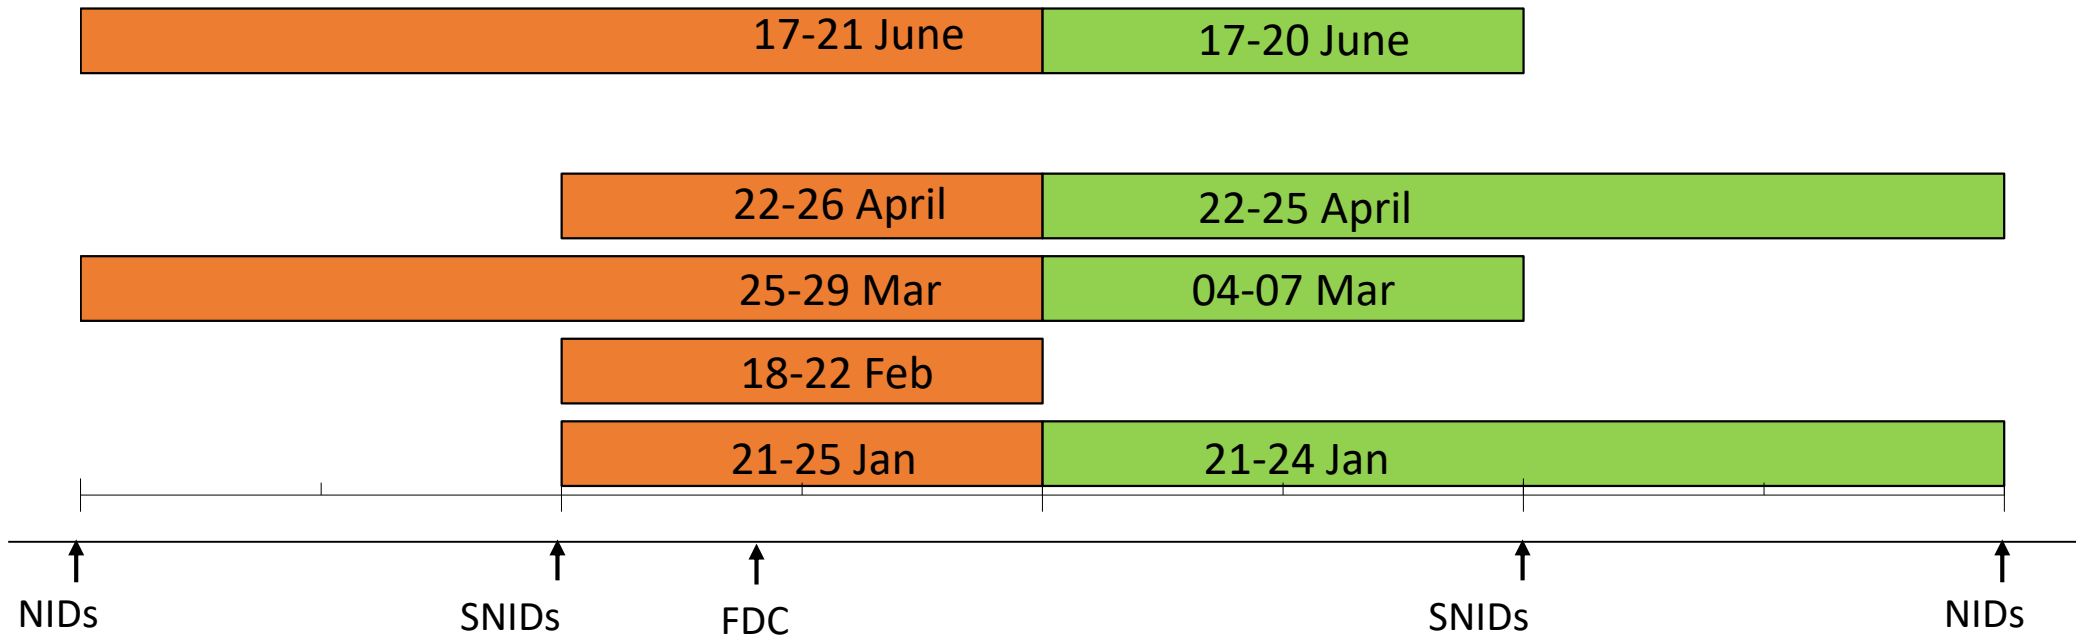 17-21 June
17-20 June
22-26 April
22-25 April
25-29 Mar
04-07 Mar
18-22 Feb
21-25 Jan
21-24 Jan
NIDs
SNIDs
FDC
SNIDs
NIDs